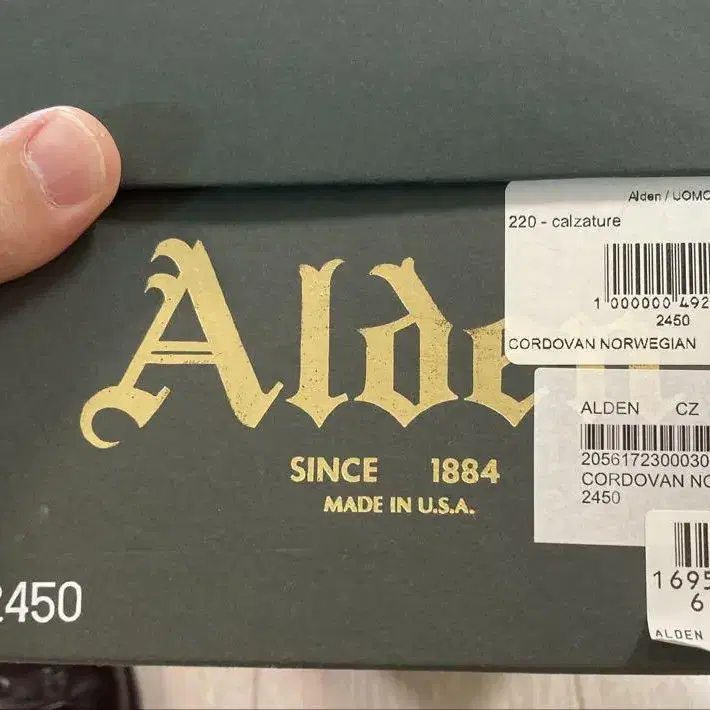 Alden / UOMO
220 - calzature
1 000000 492
2450
CORDOVAN NORWEGIAN
Alden
SINCE 1884
MADE IN U.S.A.
ALDEN CZ
2056172300030
CORDOVAN NO
2450
1695
6
ALDEN
2450